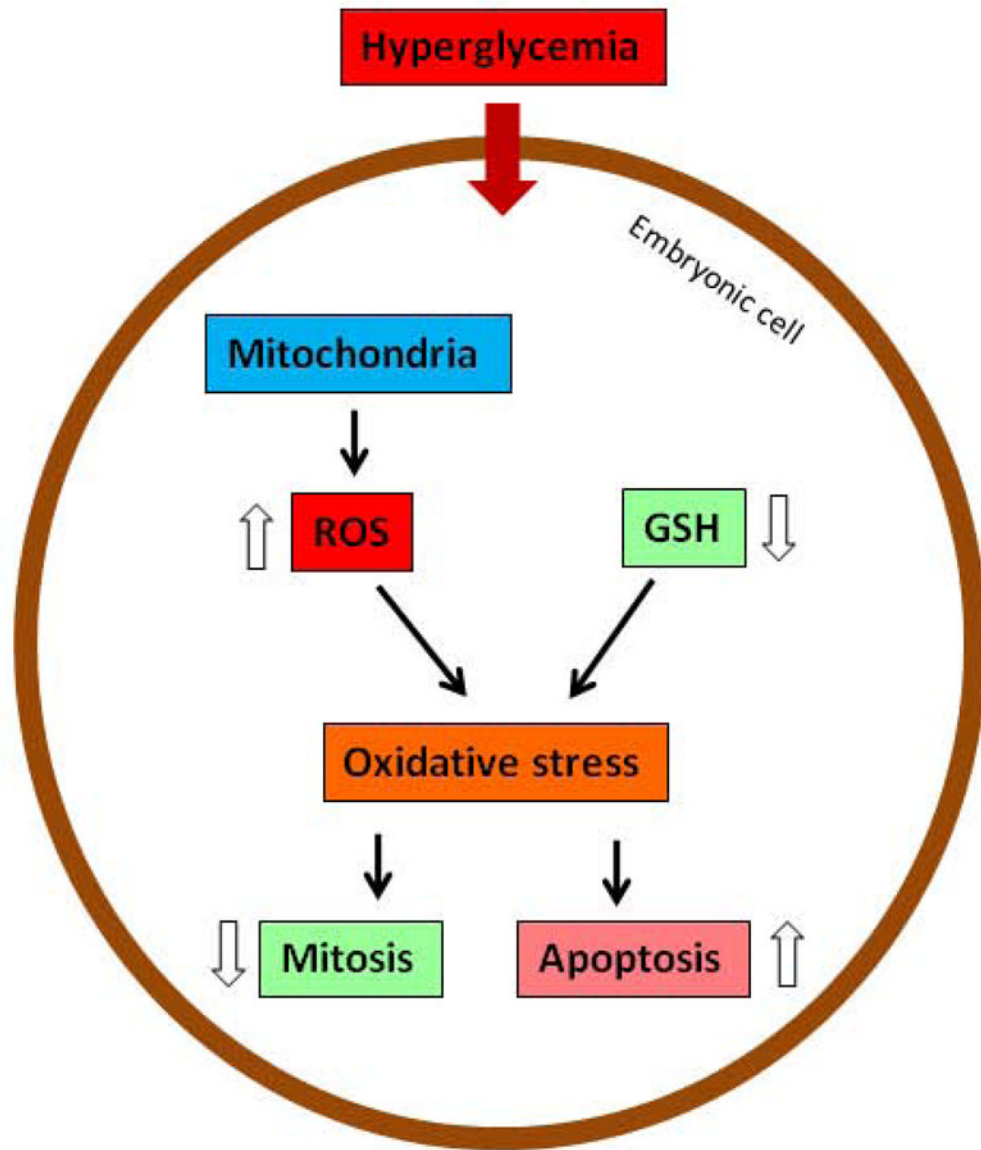 Hyperglycemia
Embryonic cell
Mitochondria
ROS
GSH
Oxidative stress
Mitosis
Apoptosis